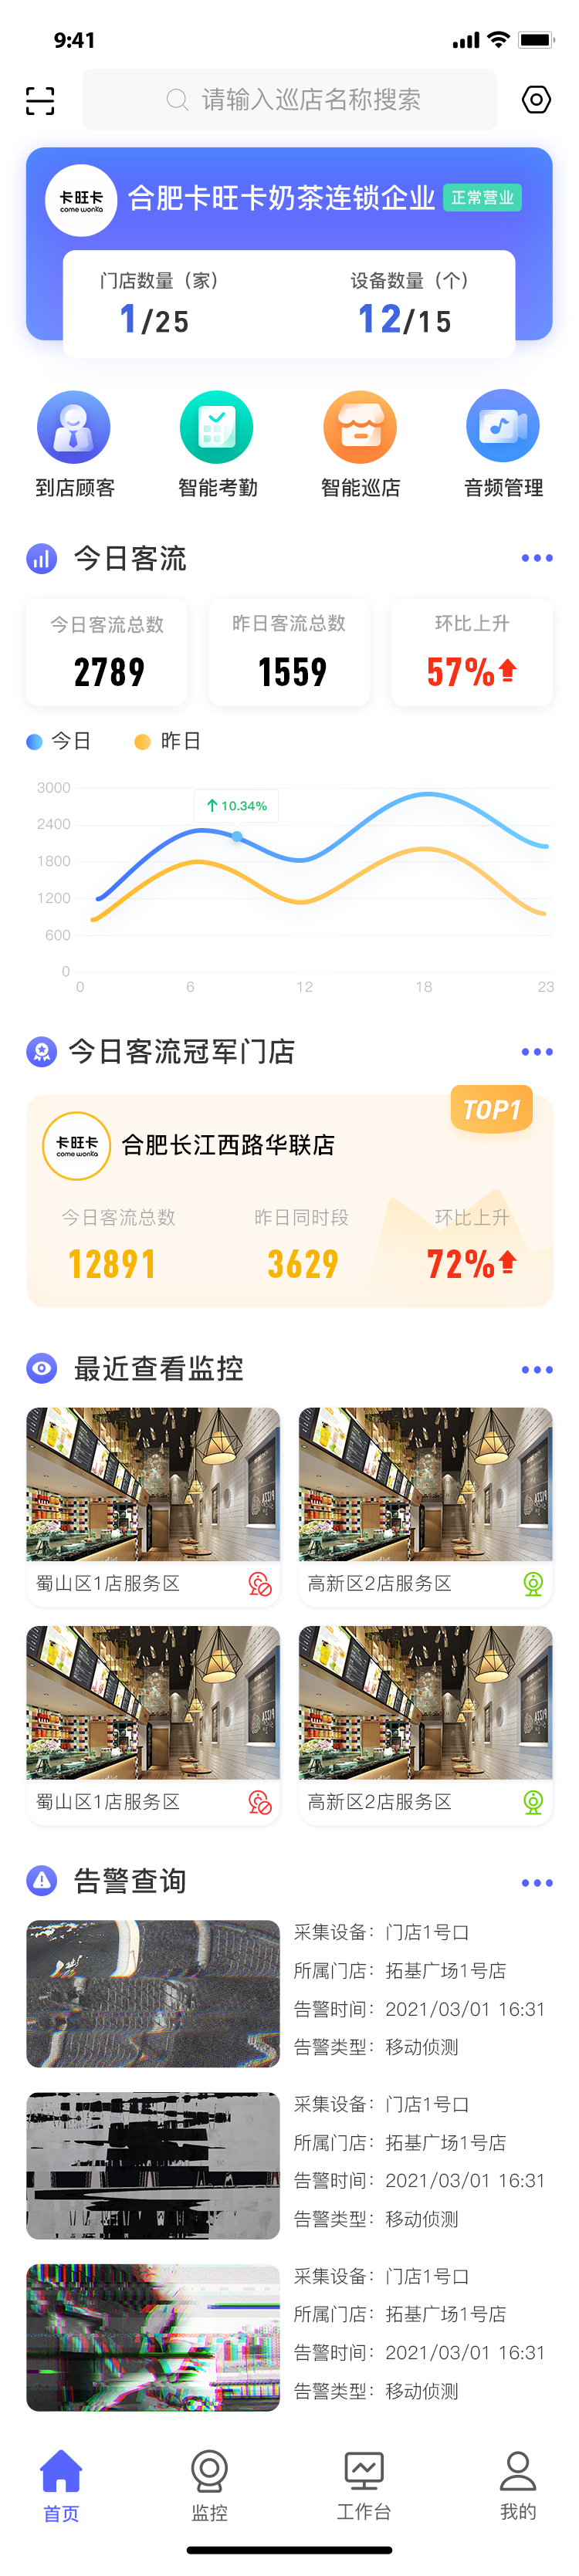 9:41
请输入巡店名称搜索
卡旺卡
come wonka
合肥卡旺卡奶茶连锁企业 正常营业
门店数量（家） 设备数量（个）
1/25 12/15
到店顾客 智能考勤 智能巡店 音频管理
今日客流
今日客流总数 昨日客流总数 环比上升
2789 1559 57%
今日 昨日
3000
10.34%
2400
1800
1200
600
0
0 6 12 18 23
今日客流冠军门店
TOP1
卡旺卡
come wonka
合肥长江西路华联店
今日客流总数 昨日同时段 环比上升
12891 3629 72%
最近查看监控
蜀山区1店服务区 高新区2店服务区
蜀山区1店服务区 高新区2店服务区
告警查询
采集设备：门店1号口
所属门店：拓基广场1号店
告警时间：2021/03/01 16:31
告警类型：移动侦测
采集设备：门店1号口
所属门店：拓基广场1号店
告警时间：2021/03/01 16:31
告警类型：移动侦测
采集设备：门店1号口
所属门店：拓基广场1号店
告警时间：2021/03/01 16:31
告警类型：移动侦测
首页 监控 工作台 我的